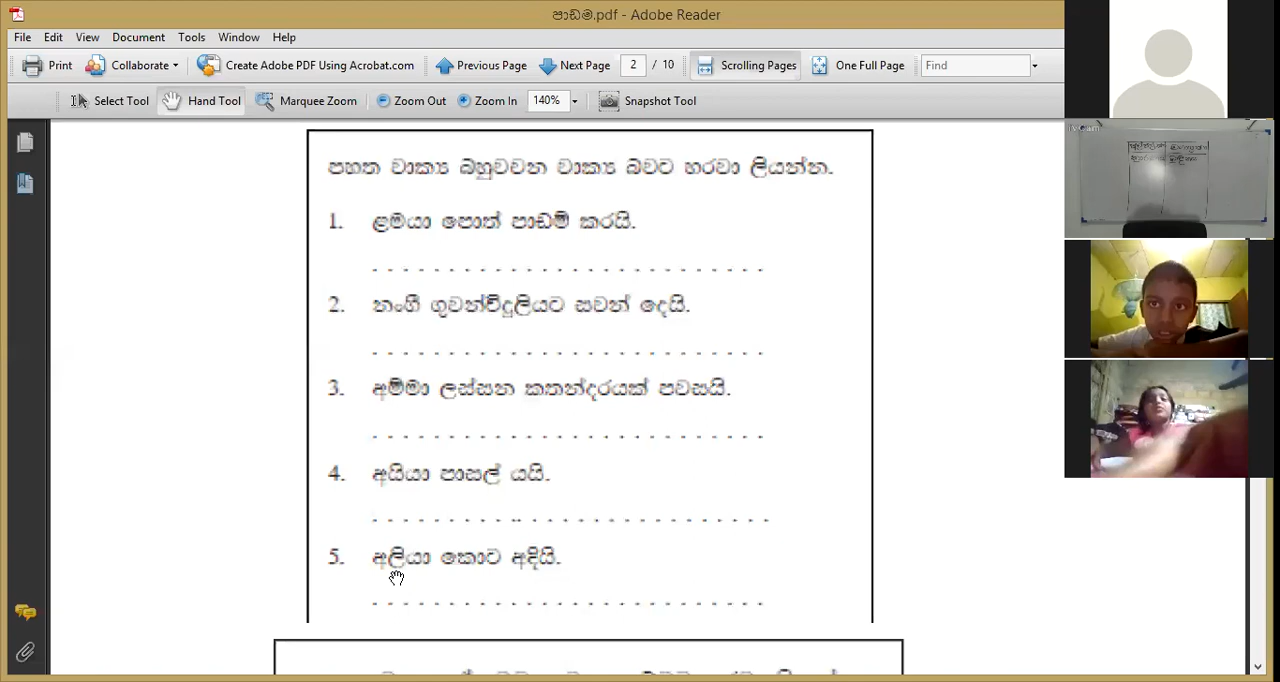 පාඩම.pdf - Adobe Reader
File Edit View Document Tools Window Help
Print Collaborate Create Adobe PDF Using Acrobat.com Previous Page Next Page 2 / 10 Scrolling Pages One Full Page Find
Select Tool Hand Tool Marquee Zoom Zoom Out Zoom In 140% Snapshot Tool
පහත වාක්‍ය බහුවචන වාක්‍ය බවට හරවා ලියන්න.
1. ළමයා පොත් පාඩම් කරයි.
2. නංගී ගුවන්විදුලියට සවන් දෙයි.
3. අම්මා ලස්සන කතන්දරයක් පවසයි.
4. අයියා පාසල් යයි.
5. අලියා කොට අදියි.